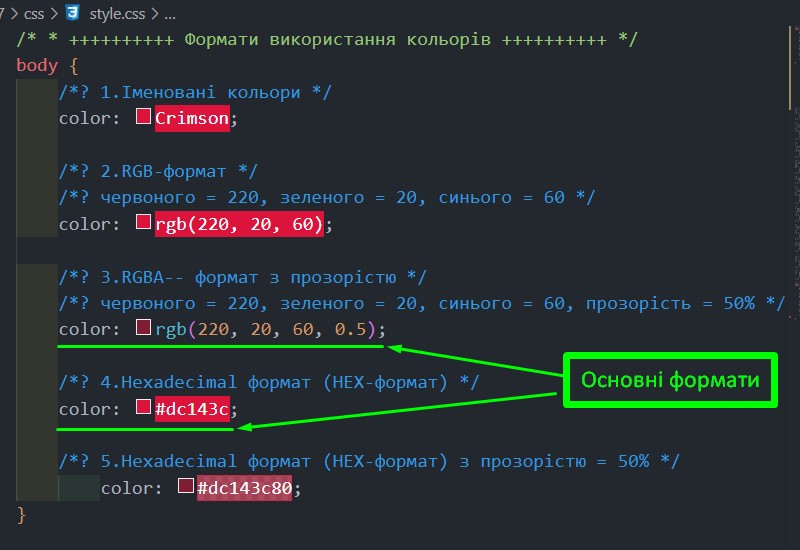 7 > css > style.css > ...
/* * ++++++++++ Формати використання кольорів ++++++++++ */
body {
/*? 1.Іменовані кольори */
color: Crimson;
/*? 2.RGB-формат */
/*? червоного = 220, зеленого = 20, синього = 60 */
color: rgb(220, 20, 60);
/*? 3.RGBA-- формат з прозорістю */
/*? червоного = 220, зеленого = 20, синього = 60, прозорість = 50% */
color: rgb(220, 20, 60, 0.5);
Основні формати
/*? 4.Hexadecimal формат (HEX-формат) */
color: #dc143c;
/*? 5.Hexadecimal формат (HEX-формат) з прозорістю = 50% */
color: #dc143c80;
}